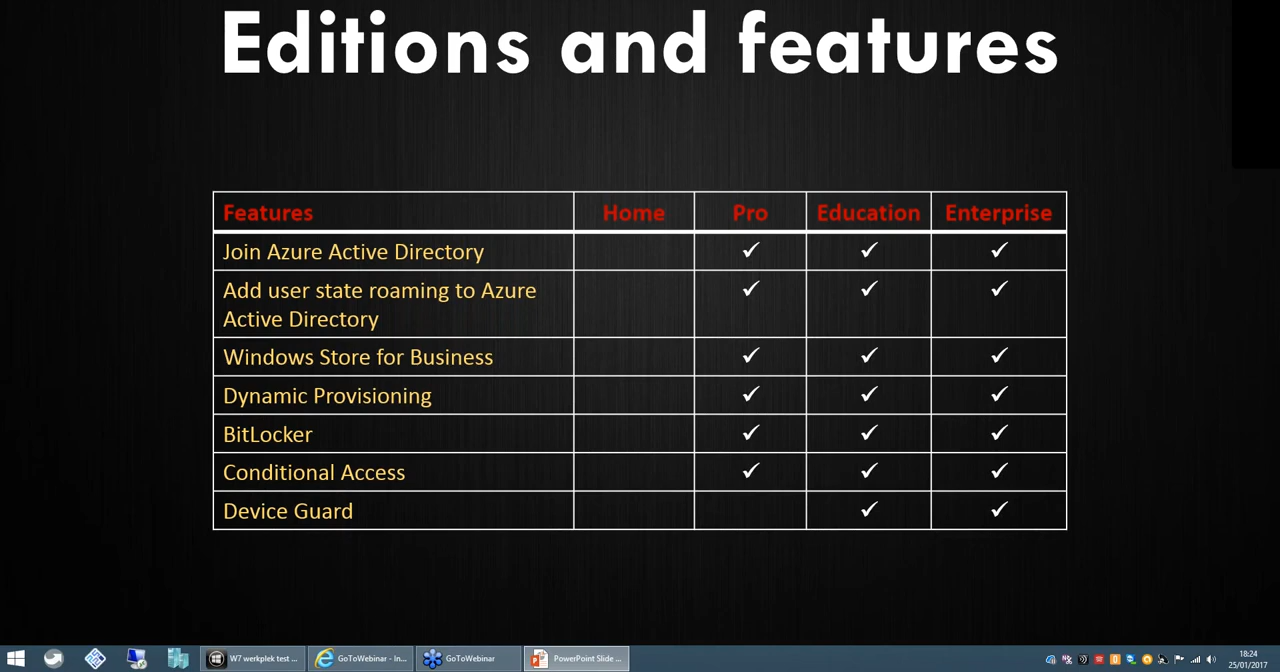 Editions and features
Features Home Pro Education Enterprise
Join Azure Active Directory ✓ ✓ ✓
Add user state roaming to Azure ✓ ✓ ✓
Active Directory
Windows Store for Business ✓ ✓ ✓
Dynamic Provisioning ✓ ✓ ✓
BitLocker ✓ ✓ ✓
Conditional Access ✓ ✓ ✓
Device Guard ✓ ✓
W7 werkplek test ... GoToWebinar - In... GoToWebinar PowerPoint Slide ... 18:24
25/01/2017